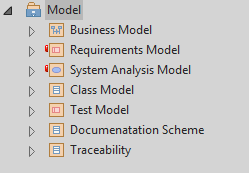 Model
Business Model
Requirements Model
System Analysis Model
Class Model
Test Model
Documenatation Scheme
Traceability